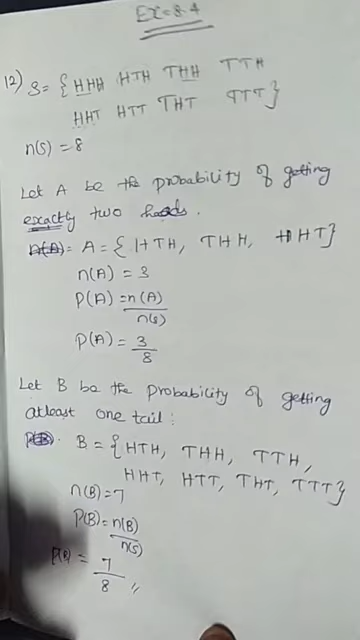 Ex-8.4
12) S = { HHH HTH THH TTH
HHT HTT THT TTT }
n(S) = 8
Let A be the probability of getting
exactly two heads.
A = { HTH, THH, HHT}
n(A) = 3
P(A) = n(A)
n(s)
P(A) = 3
8
Let B be the probability of getting
atleast one tail:
B = { HTH, THH, TTH,
HHT, HTT, THT, TTT}
n(B) = 7
P(B) = n(B)
n(S)
P(B) = 7
8 //